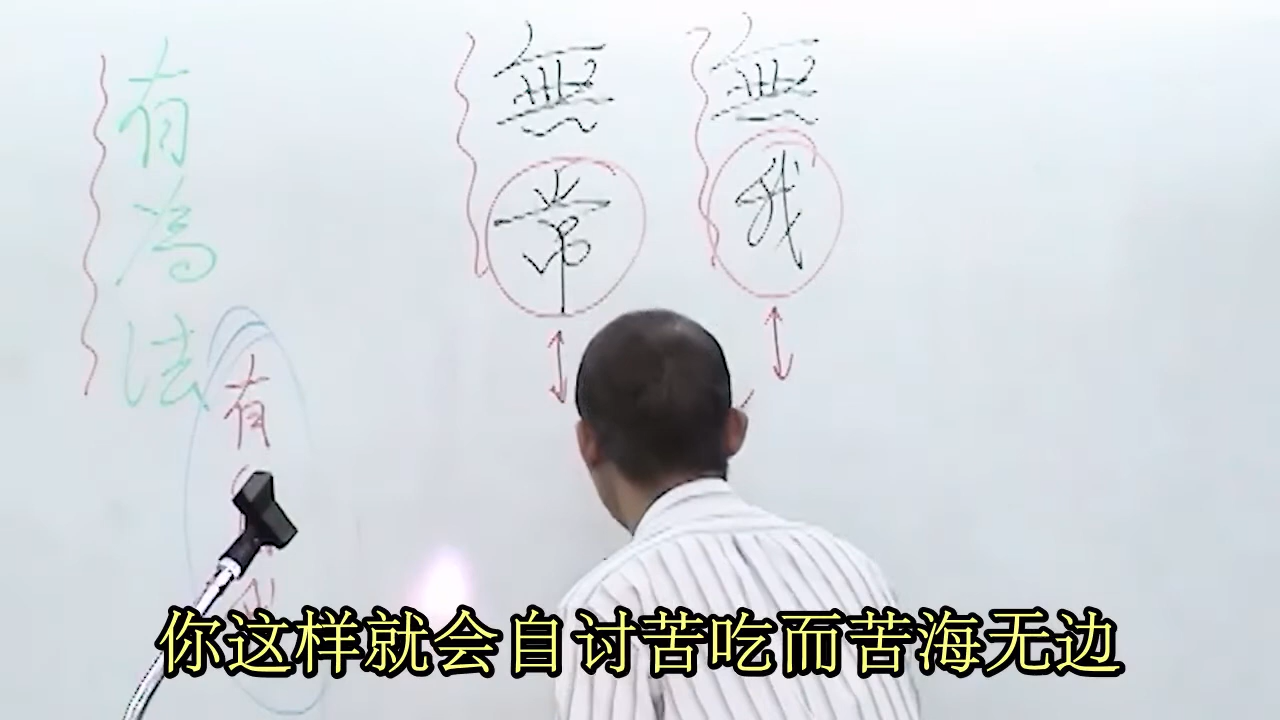 有為法
有
無常
無我
你这样就会自讨苦吃而苦海无边